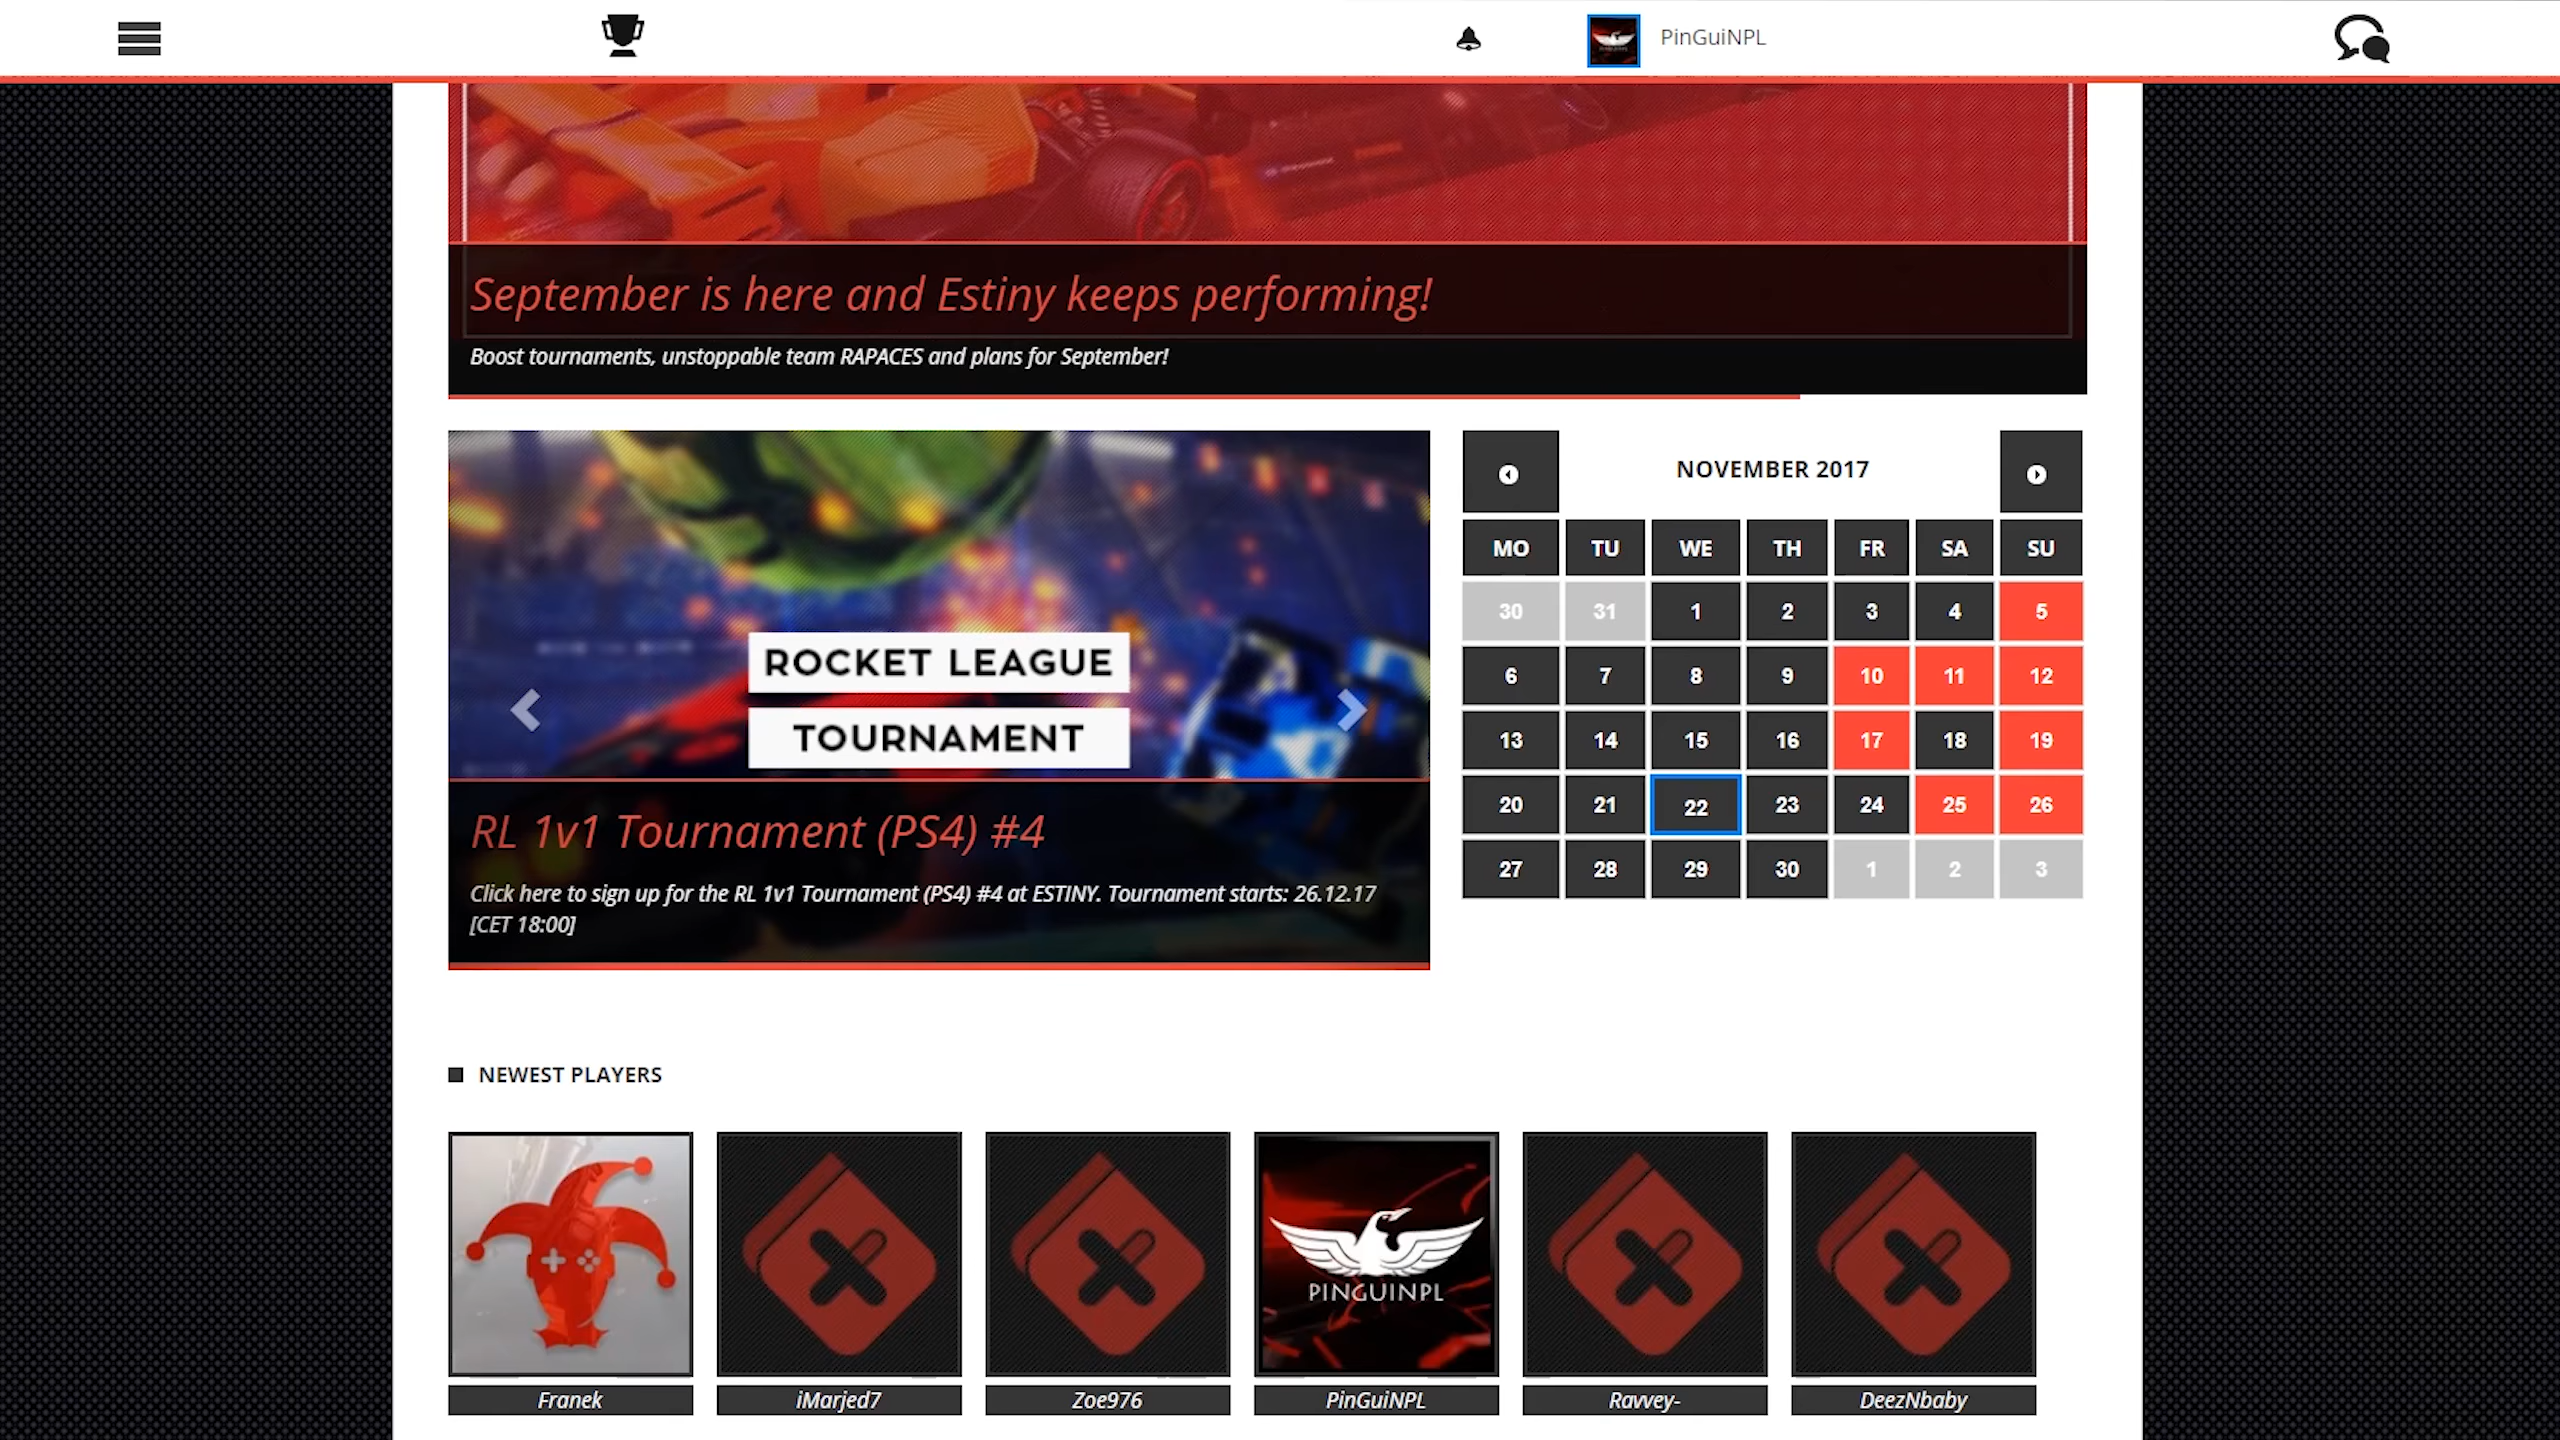 PinGuiNPL
September is here and Estiny keeps performing!
Boost tournaments, unstoppable team RAPACES and plans for September!
ROCKET LEAGUE
TOURNAMENT
RL 1v1 Tournament (PS4) #4
Click here to sign up for the RL 1v1 Tournament (PS4) #4 at ESTINY. Tournament starts: 26.12.17
[CET 18:00]
NOVEMBER 2017
MO TU WE TH FR SA SU
30 31 1 2 3 4 5
6 7 8 9 10 11 12
13 14 15 16 17 18 19
20 21 22 23 24 25 26
27 28 29 30 1 2 3
NEWEST PLAYERS
PINGUINPL
Franek iMarjed7 Zoe976 PinGuiNPL Ravvey- DeezNbaby